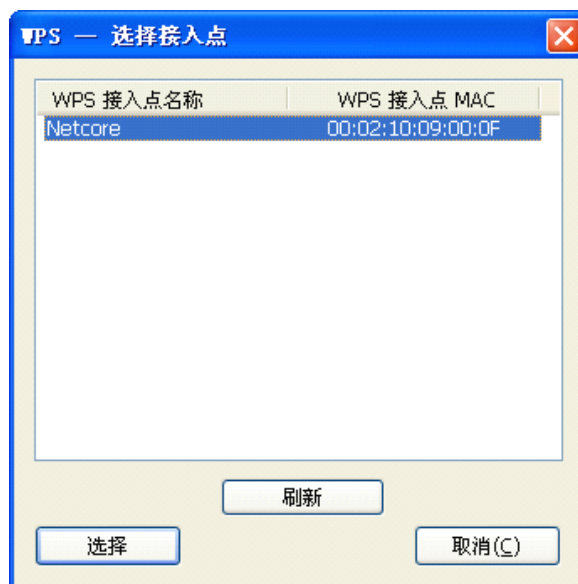 WPS — 选择接入点
WPS 接入点名称 WPS 接入点 MAC
Netcore 00:02:10:09:00:0F
刷新
选择 取消(C)